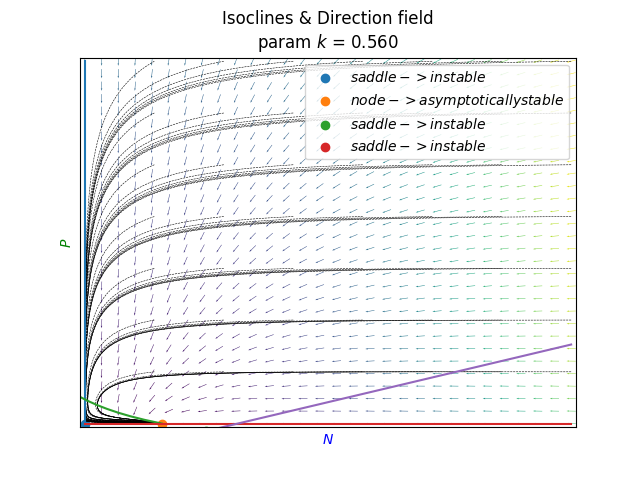 Isoclines & Direction field
param k = 0.560
saddle -> instable
node -> asymptoticallystable
saddle -> instable
saddle -> instable
P
N